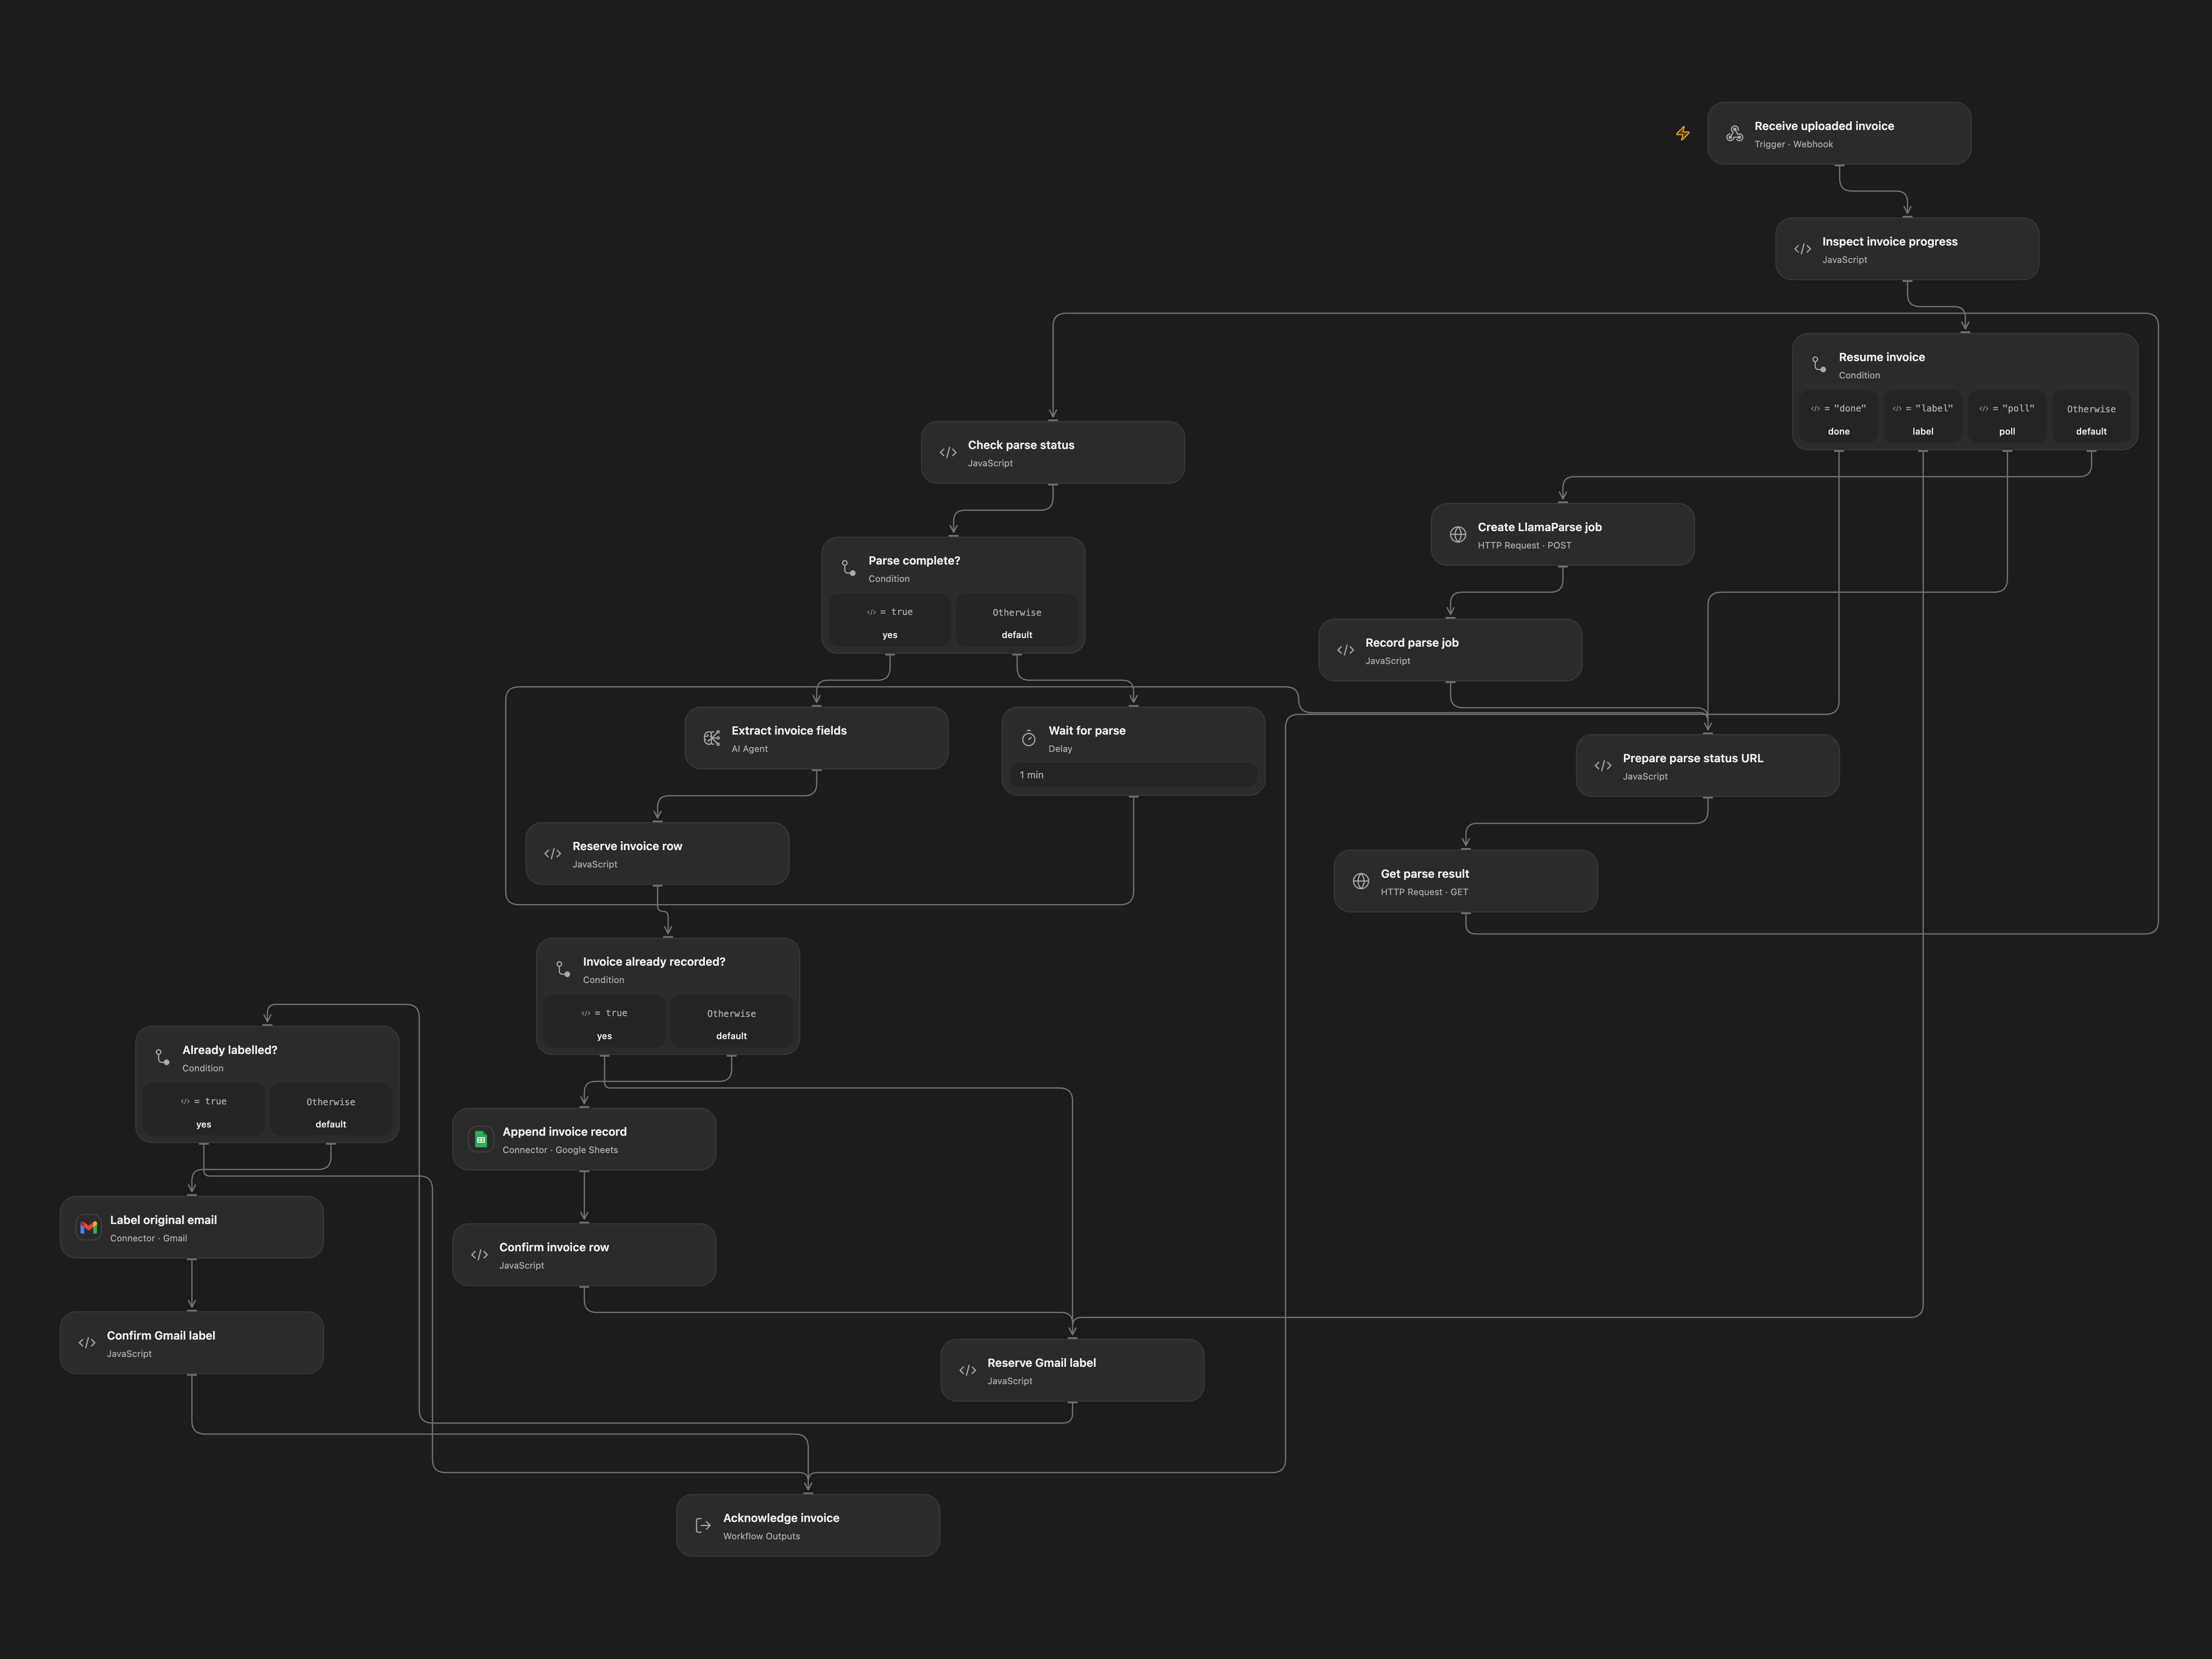 Receive uploaded invoice
Trigger · Webhook
Inspect invoice progress
JavaScript
Resume invoice
Condition
= "done"
done
= "label"
label
= "poll"
poll
Otherwise
default
Check parse status
JavaScript
Create LlamaParse job
HTTP Request · POST
Parse complete?
Condition
= true
yes
Otherwise
default
Record parse job
JavaScript
Extract invoice fields
AI Agent
Wait for parse
Delay
1 min
Prepare parse status URL
JavaScript
Reserve invoice row
JavaScript
Get parse result
HTTP Request · GET
Invoice already recorded?
Condition
= true
yes
Otherwise
default
Already labelled?
Condition
= true
yes
Otherwise
default
Append invoice record
Connector · Google Sheets
Label original email
Connector · Gmail
Confirm invoice row
JavaScript
Confirm Gmail label
JavaScript
Reserve Gmail label
JavaScript
Acknowledge invoice
Workflow Outputs